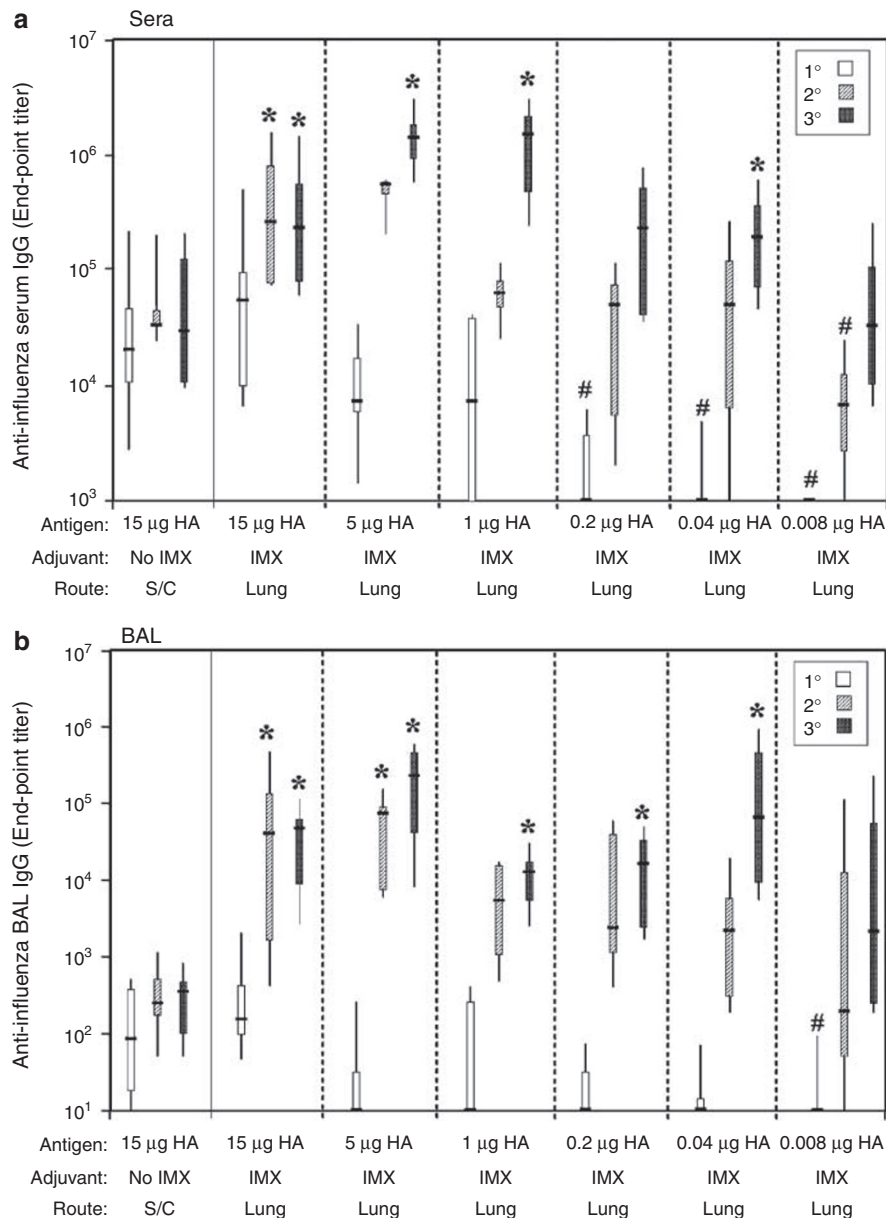 a
Sera
Anti-influenza serum IgG (End-point titer)
10⁷
10⁶
10⁵
10⁴
10³
1°
2°
3°
* * * * *
# # # #
Antigen: 15 µg HA 15 µg HA 5 µg HA 1 µg HA 0.2 µg HA 0.04 µg HA 0.008 µg HA
Adjuvant: No IMX IMX IMX IMX IMX IMX IMX
Route: S/C Lung Lung Lung Lung Lung Lung
b
BAL
Anti-influenza BAL IgG (End-point titer)
10⁷
10⁶
10⁵
10⁴
10³
10²
10¹
1°
2°
3°
* * * * * * *
#
Antigen: 15 µg HA 15 µg HA 5 µg HA 1 µg HA 0.2 µg HA 0.04 µg HA 0.008 µg HA
Adjuvant: No IMX IMX IMX IMX IMX IMX IMX
Route: S/C Lung Lung Lung Lung Lung Lung